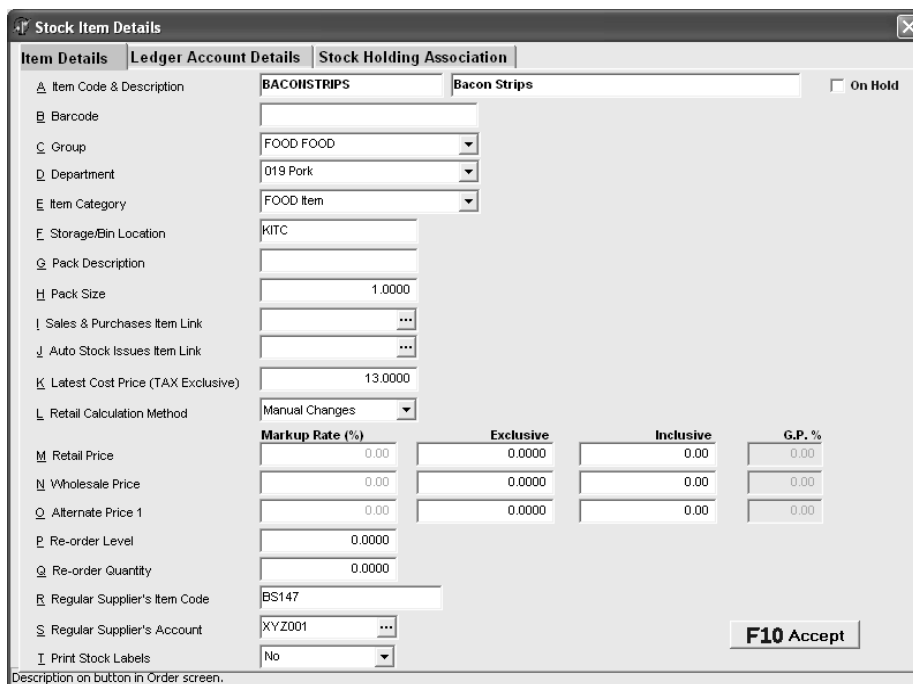 Stock Item Details
Item Details Ledger Account Details Stock Holding Association
A Item Code & Description BACONSTRIPS Bacon Strips On Hold
B Barcode
C Group FOOD FOOD
D Department 019 Pork
E Item Category FOOD Item
F Storage/Bin Location KITC
G Pack Description
H Pack Size 1.0000
I Sales & Purchases Item Link ...
J Auto Stock Issues Item Link ...
K Latest Cost Price (TAX Exclusive) 13.0000
L Retail Calculation Method Manual Changes
Markup Rate (%) Exclusive Inclusive G.P. %
M Retail Price 0.00 0.0000 0.00 0.00
N Wholesale Price 0.00 0.0000 0.00 0.00
O Alternate Price 1 0.00 0.0000 0.00 0.00
P Re-order Level 0.0000
Q Re-order Quantity 0.0000
R Regular Supplier's Item Code BS147
S Regular Supplier's Account XYZ001 ...
F10 Accept
T Print Stock Labels No
Description on button in Order screen.